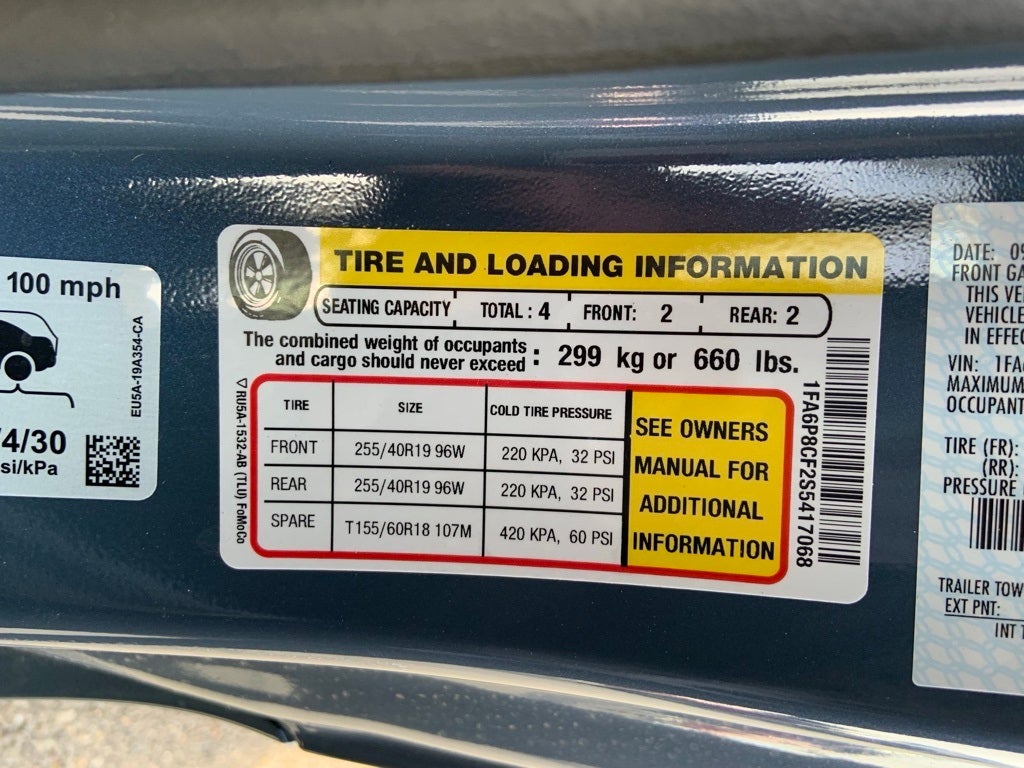 100 mph
EU5A-19A354-CA
/4/30
si/kPa
TIRE AND LOADING INFORMATION
SEATING CAPACITY TOTAL : 4 FRONT: 2 REAR: 2
The combined weight of occupants
and cargo should never exceed : 299 kg or 660 lbs.
TIRE SIZE COLD TIRE PRESSURE
FRONT 255/40R19 96W 220 KPA, 32 PSI
REAR 255/40R19 96W 220 KPA, 32 PSI
SPARE T155/60R18 107M 420 KPA, 60 PSI
SEE OWNERS
MANUAL FOR
ADDITIONAL
INFORMATION
RU5A-1532-AB (TLU) FoMoCo
1FA6P8CF2S5417068
DATE: 09
FRONT GA
THIS VE
VEHICLE
IN EFFE
VIN: 1FA
MAXIMUM
OCCUPANT
TIRE (FR):
(RR):
PRESSURE
TRAILER TOW
EXT PNT:
INT T